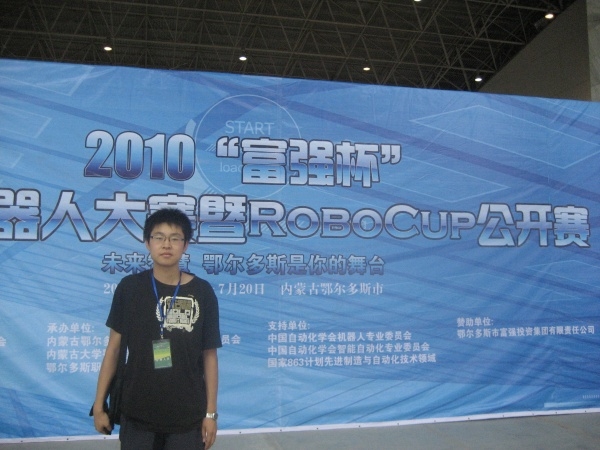 START
loa
2010 “富强杯”
器人大赛暨ROBOCUP公开赛
未来 鄂尔多斯是你的舞台
7月20日 内蒙古鄂尔多斯市
承办单位:
内蒙古鄂尔
内蒙古大学
鄂尔多斯职
员会
支持单位:
中国自动化学会机器人专业委员会
中国自动化学会智能自动化专业委员会
国家863计划先进制造与自动化技术领域
赞助单位:
鄂尔多斯市富强投资集团有限责任公司